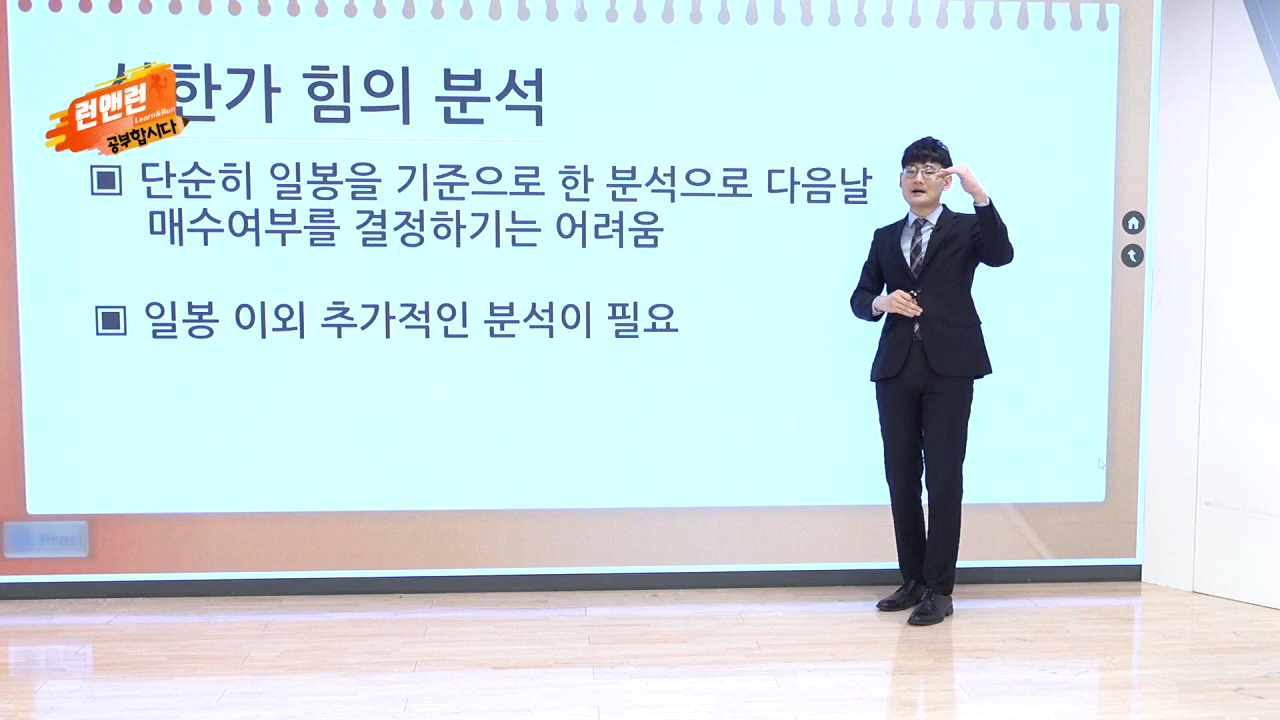 한가 힘의 분석
런앤런
Learn&Run
공부합시다
▣ 단순히 일봉을 기준으로 한 분석으로 다음날
매수여부를 결정하기는 어려움
▣ 일봉 이외 추가적인 분석이 필요